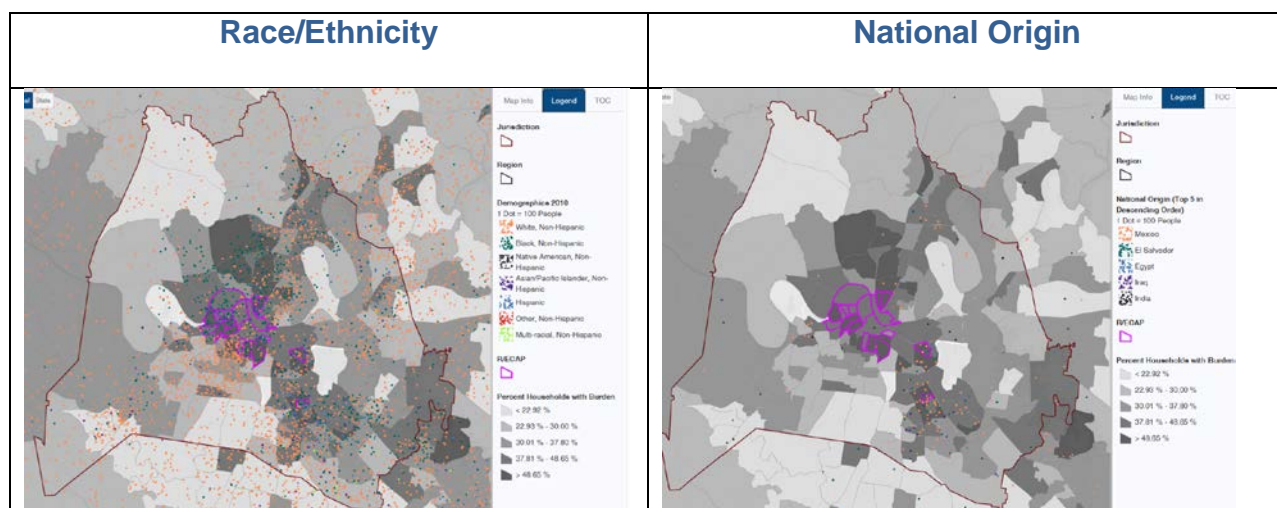 Race/Ethnicity
National Origin
State
Map Info Legend TOC
Jurisdiction
Region
Demographics 2010
1 Dot = 100 People
White, Non-Hispanic
Black, Non-Hispanic
Native American, Non-
Hispanic
Asian/Pacific Islander, Non-
Hispanic
Hispanic
Other, Non-Hispanic
Multi-racial, Non-Hispanic
R/ECAP
Percent Households with Burden
< 22.92 %
22.93 % - 30.00 %
30.01 % - 37.80 %
37.81 % - 48.65 %
> 48.65 %
Map Info Legend TOC
Jurisdiction
Region
National Origin (Top 5 in
Descending Order)
1 Dot = 100 People
Mexico
El Salvador
Egypt
Iraq
India
R/ECAP
Percent Households with Burden
< 22.92 %
22.93 % - 30.00 %
30.01 % - 37.80 %
37.81 % - 48.65 %
> 48.65 %